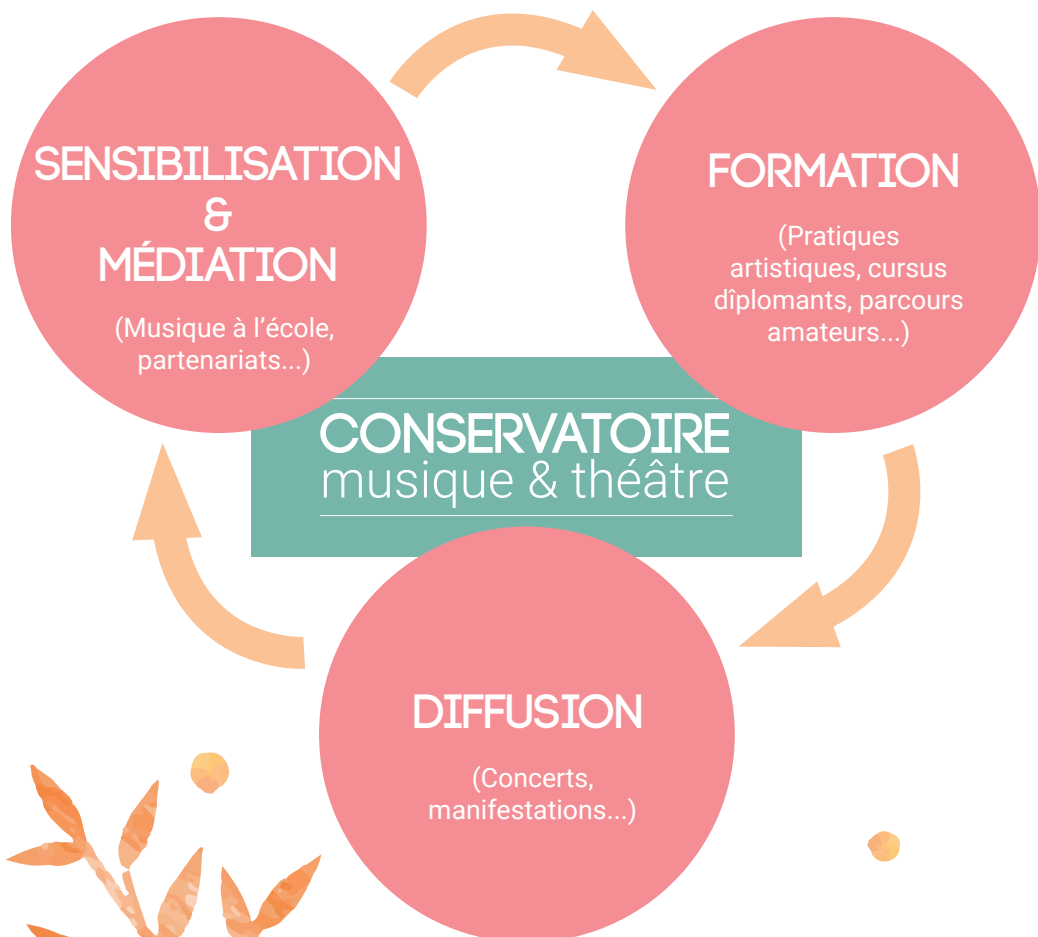 SENSIBILISATION
&
MÉDIATION
(Musique à l'école,
partenariats...)
FORMATION
(Pratiques
artistiques, cursus
dîplomants, parcours
amateurs...)
CONSERVATOIRE
musique & théâtre
DIFFUSION
(Concerts,
manifestations...)